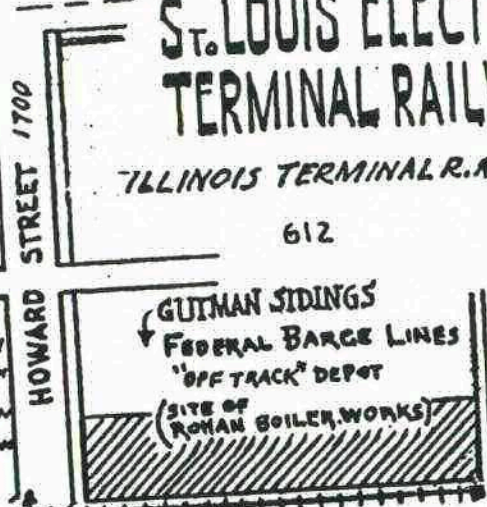 ST. LOUIS ELECT
TERMINAL RAIL
ILLINOIS TERMINAL R.R
612
HOWARD STREET 1700
GUTMAN SIDINGS
FEDERAL BARGE LINES
"OFF TRACK" DEPOT
(SITE OF
ROHAN BOILER WORKS)